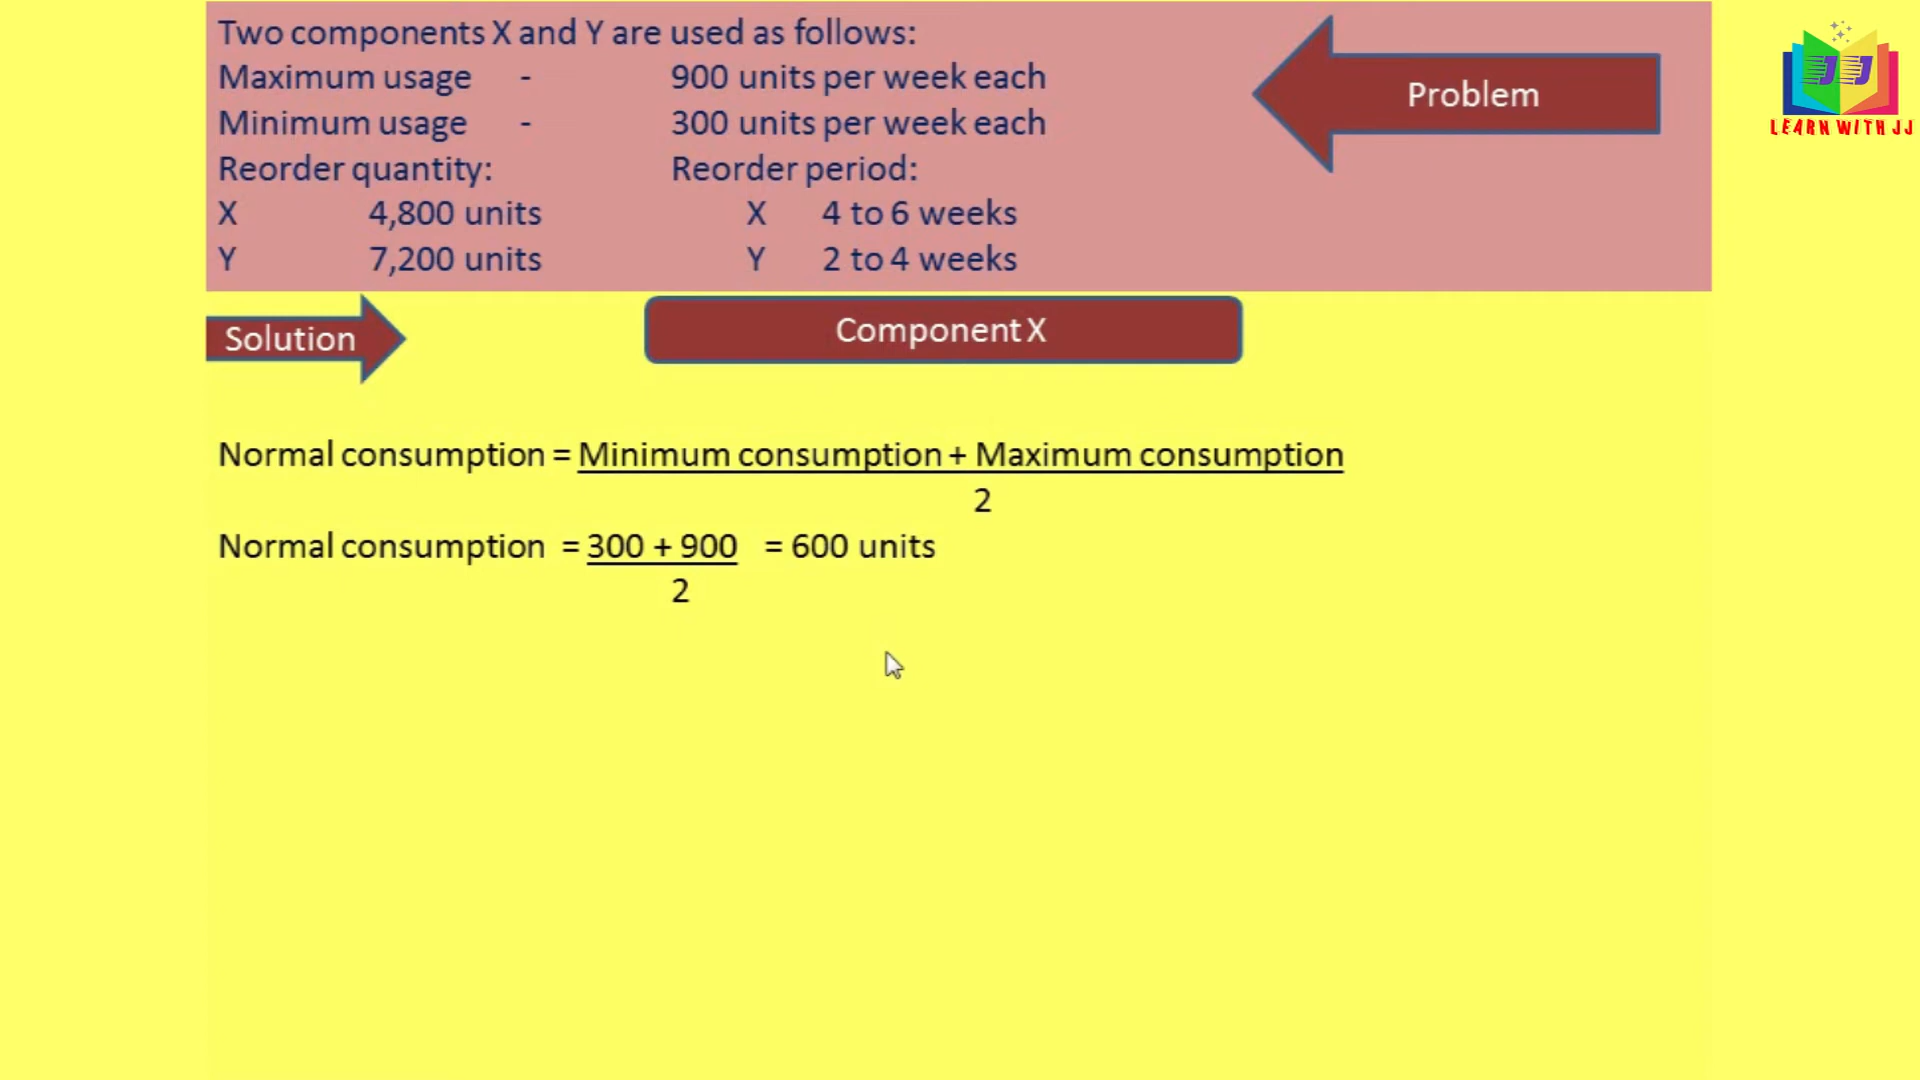 Two components X and Y are used as follows:
Maximum usage - 900 units per week each
Minimum usage - 300 units per week each
Reorder quantity: Reorder period:
X 4,800 units X 4 to 6 weeks
Y 7,200 units Y 2 to 4 weeks
Problem
JJ
LEARN WITH JJ
Solution
Component X
Normal consumption = Minimum consumption + Maximum consumption
2
Normal consumption = 300 + 900 = 600 units
2